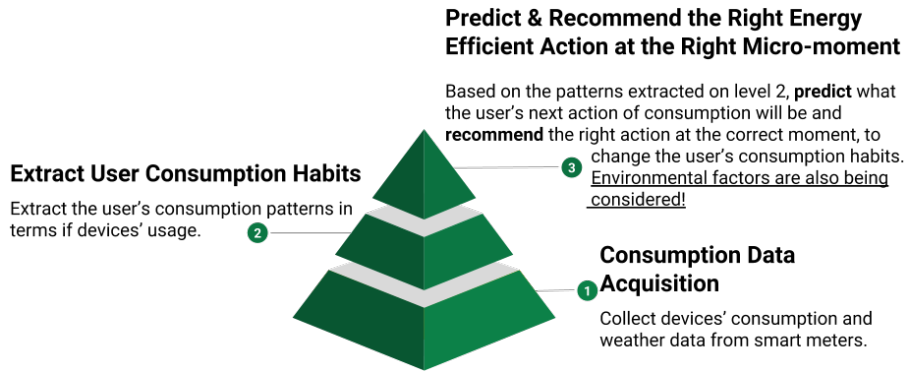 Predict & Recommend the Right Energy
Efficient Action at the Right Micro-moment
Based on the patterns extracted on level 2, predict what
the user's next action of consumption will be and
recommend the right action at the correct moment, to
change the user's consumption habits.
Environmental factors are also being
considered!
3
Extract User Consumption Habits
Extract the user's consumption patterns in
terms if devices' usage.
2
Consumption Data
Acquisition
1
Collect devices' consumption and
weather data from smart meters.